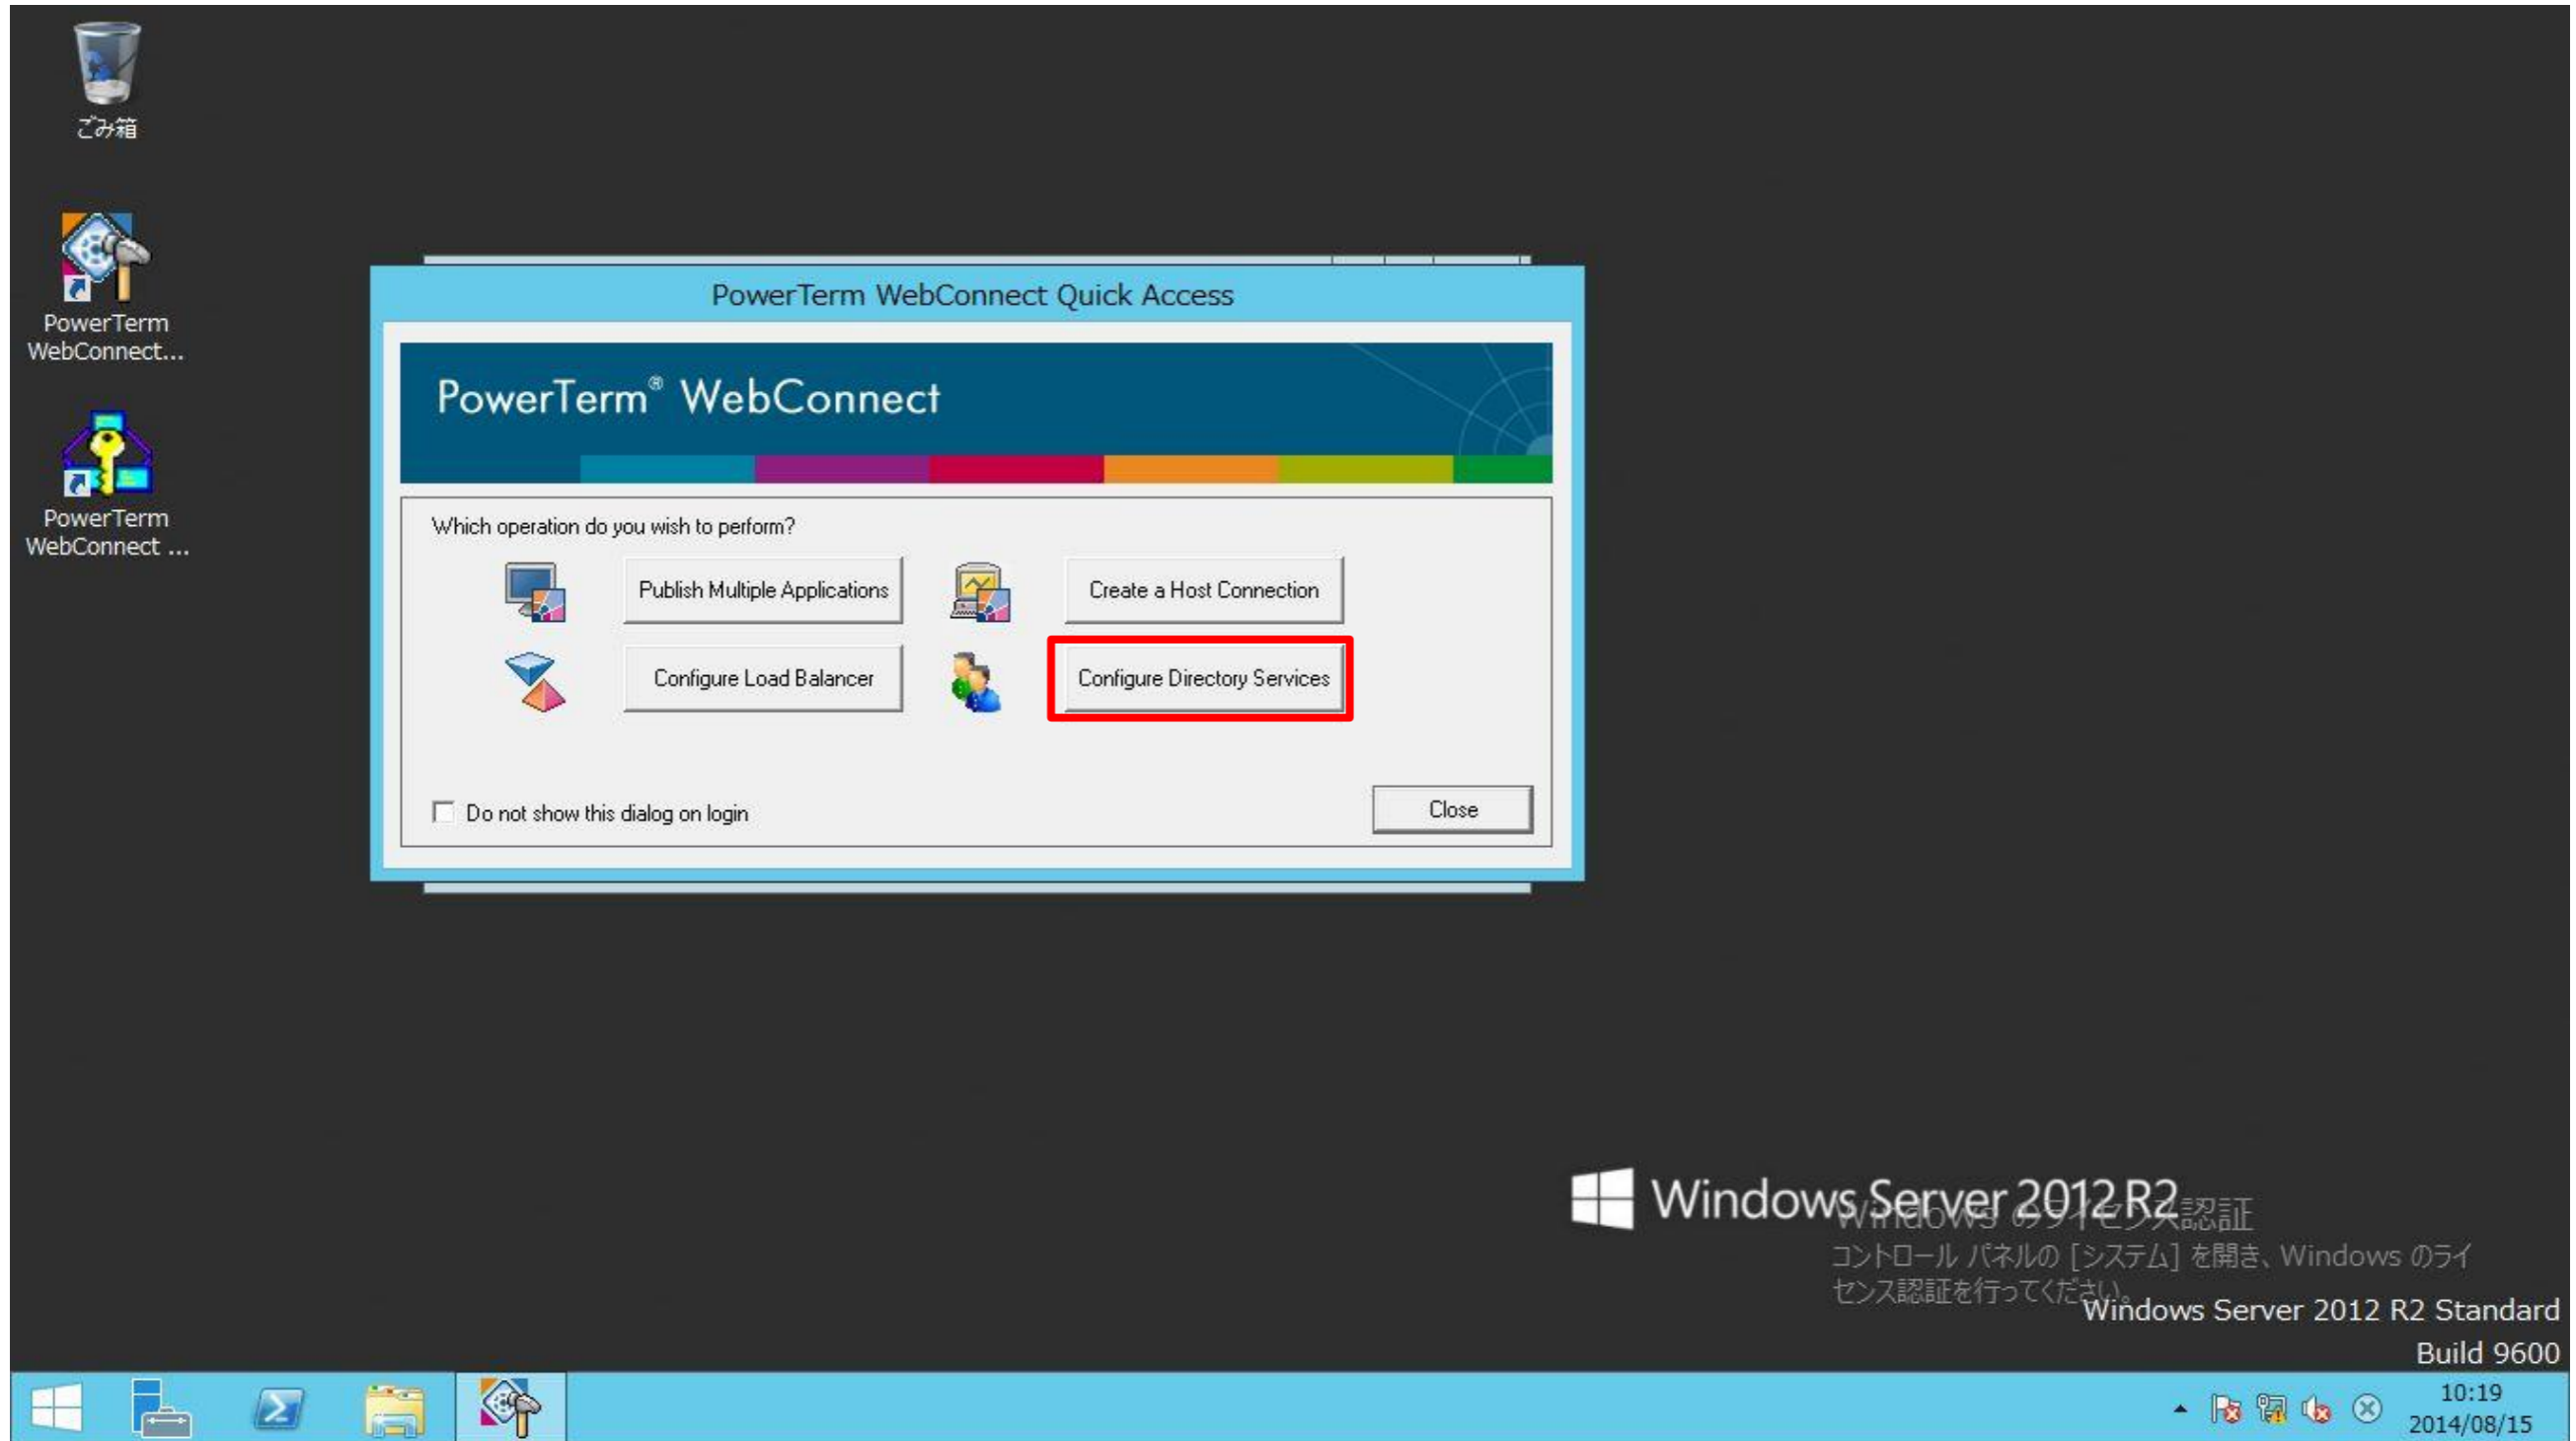 ごみ箱
PowerTerm
WebConnect...
PowerTerm
WebConnect ...
PowerTerm WebConnect Quick Access
PowerTerm® WebConnect
Which operation do you wish to perform?
Publish Multiple Applications
Create a Host Connection
Configure Load Balancer
Configure Directory Services
Do not show this dialog on login
Close
Windows Server 2012 R2
Windows のライセンス認証
コントロール パネルの [システム] を開き、Windows のライ
センス認証を行ってください。
Windows Server 2012 R2 Standard
Build 9600
10:19
2014/08/15